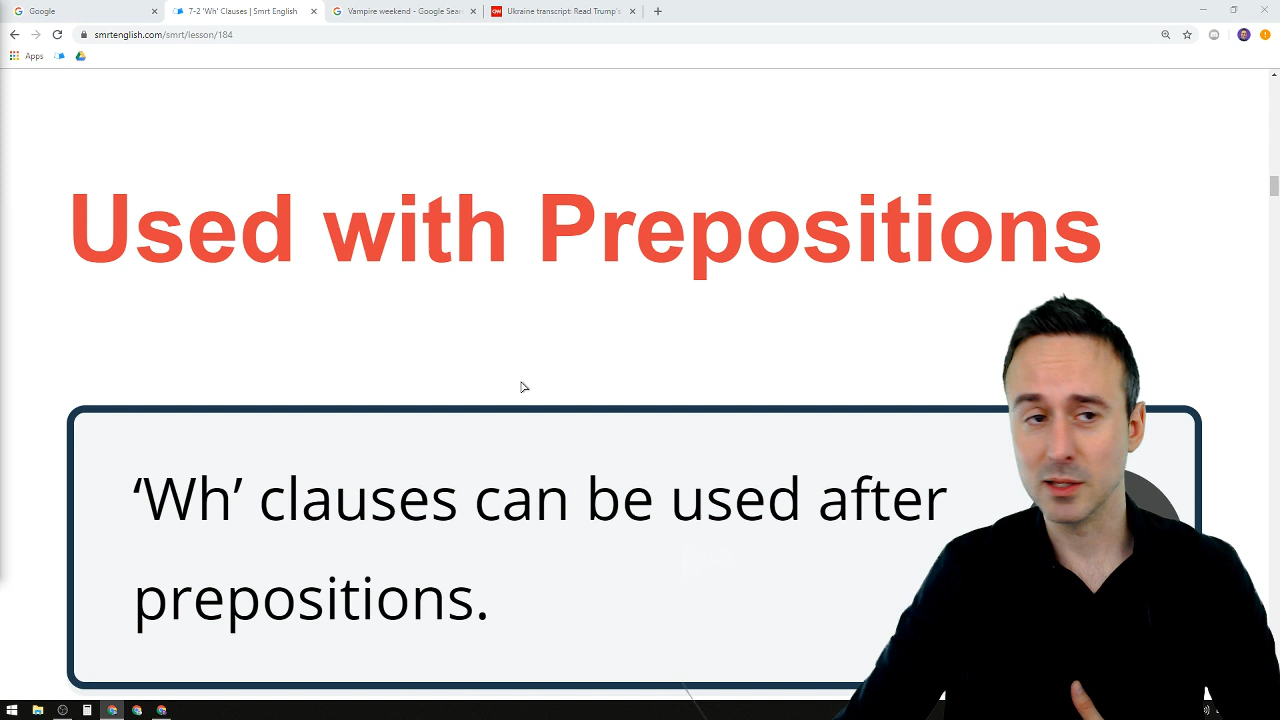 Google
7-2 'Wh' Clauses | Smrt English
Vampire weekend - Google Sear
Ukraine transcript: Read Trump's
smrtenglish.com/smrt/lesson/184
Apps
Used with Prepositions
‘Wh’ clauses can be used after
prepositions.